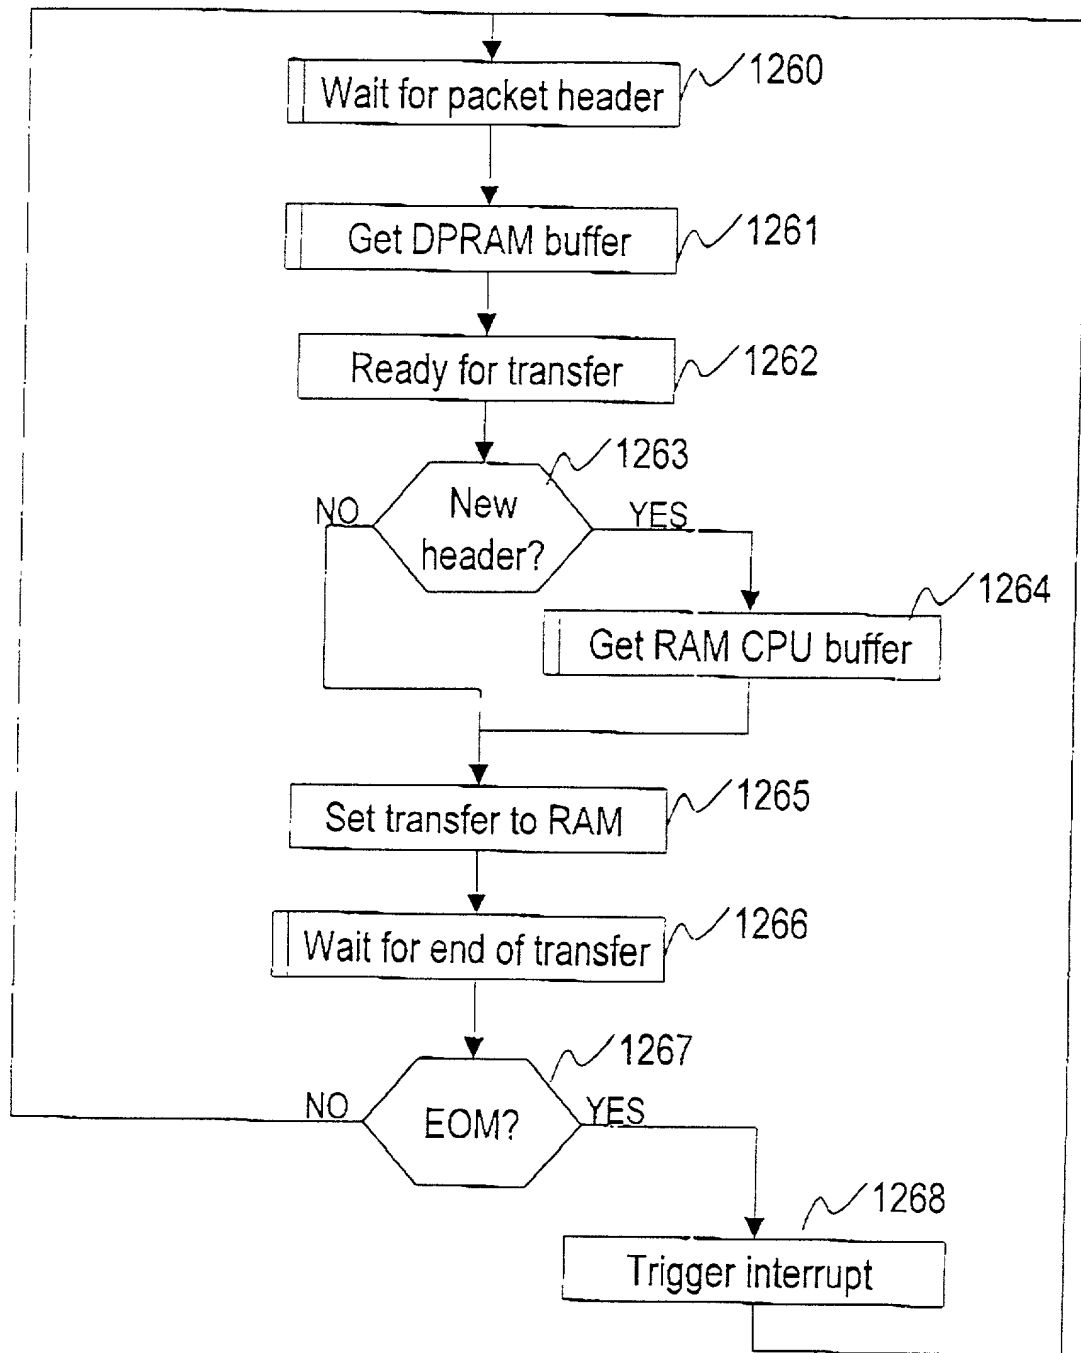 1260
Wait for packet header
1261
Get DPRAM buffer
1262
Ready for transfer
1263
NO
New
header?
YES
1264
Get RAM CPU buffer
1265
Set transfer to RAM
1266
Wait for end of transfer
1267
NO
EOM?
YES
1268
Trigger interrupt